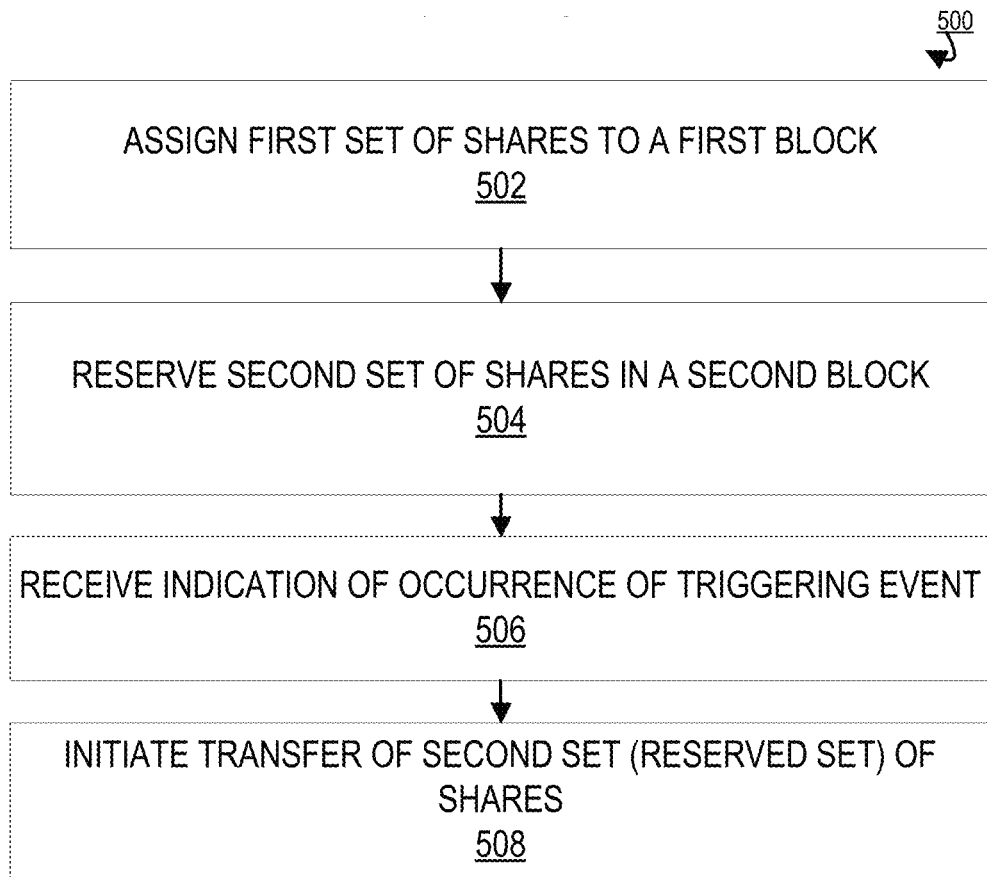 500
ASSIGN FIRST SET OF SHARES TO A FIRST BLOCK
502
RESERVE SECOND SET OF SHARES IN A SECOND BLOCK
504
RECEIVE INDICATION OF OCCURRENCE OF TRIGGERING EVENT
506
INITIATE TRANSFER OF SECOND SET (RESERVED SET) OF
SHARES
508